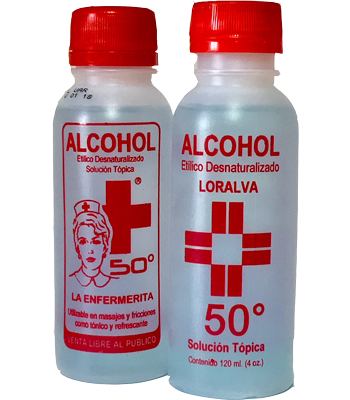 ALCOHOL
Etílico Desnaturalizado
Solución Tópica
®
50°
LA ENFERMERITA
Utilizable en masajes y fricciones
como tónico y refrescante
VENTA LIBRE AL PUBLICO
ALCOHOL
Etílico Desnaturalizado
LORALVA
50°
Solución Tópica
Contenido 120 ml. (4 oz.)